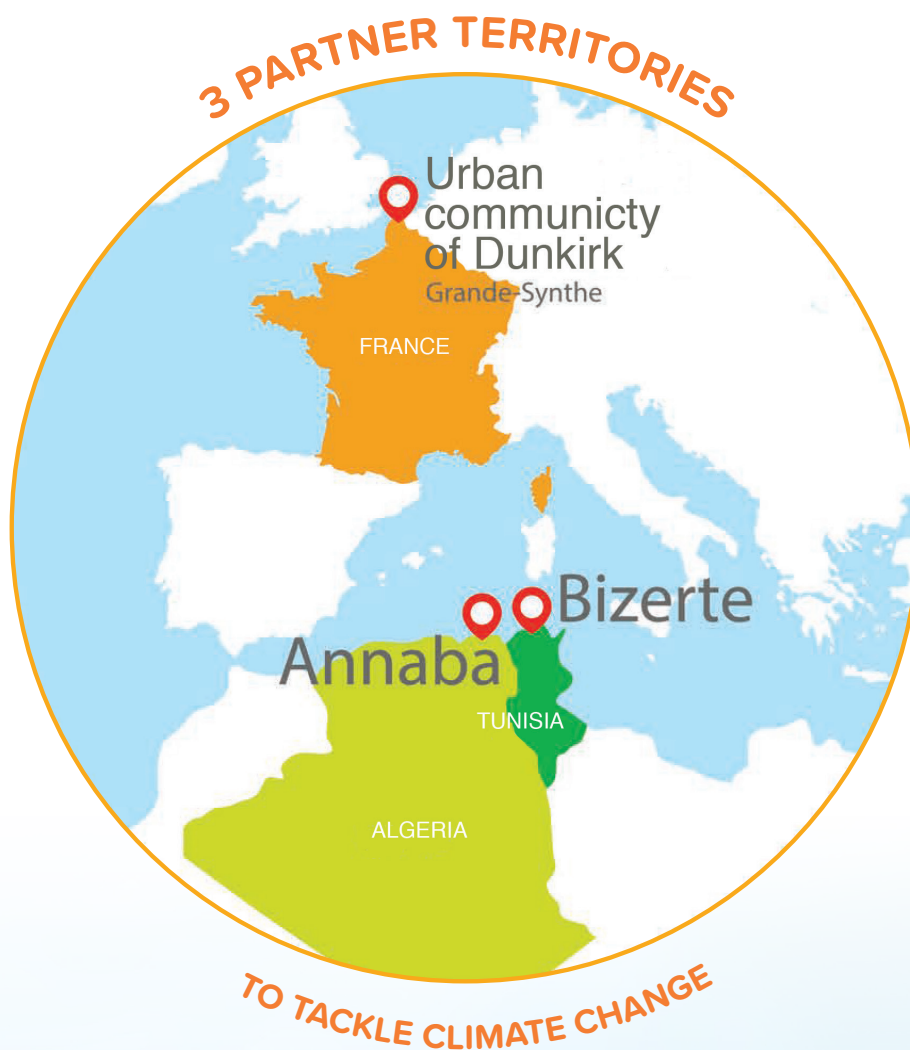 3 PARTNER TERRITORIES
Urban
communicty
of Dunkirk
Grande-Synthe
FRANCE
Bizerte
Annaba
TUNISIA
ALGERIA
TO TACKLE CLIMATE CHANGE